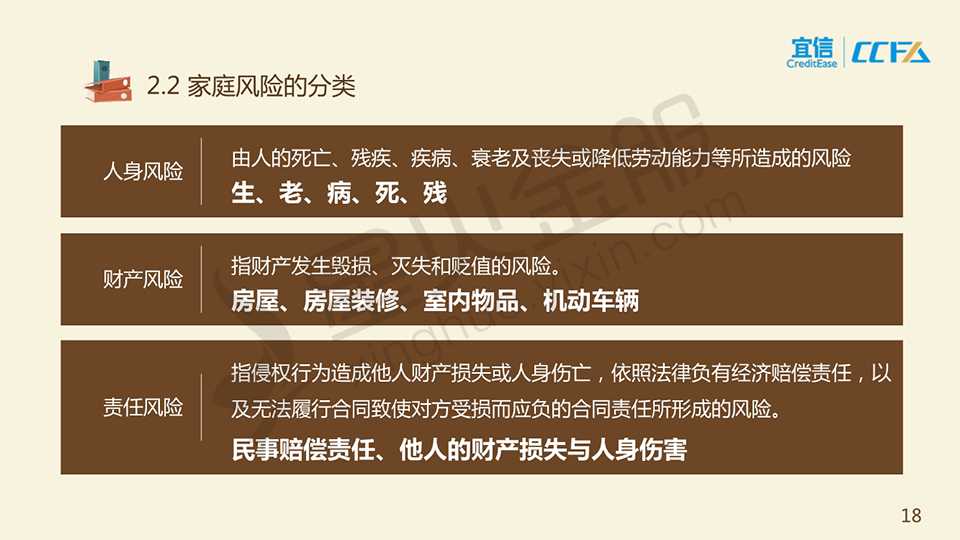 宜信
CreditEase
CCFA
2.2 家庭风险的分类
人身风险
由人的死亡、残疾、疾病、衰老及丧失或降低劳动能力等所造成的风险
生、老、病、死、残
财产风险
指财产发生毁损、灭失和贬值的风险。
房屋、房屋装修、室内物品、机动车辆
责任风险
指侵权行为造成他人财产损失或人身伤亡，依照法律负有经济赔偿责任，以
及无法履行合同致使对方受损而应负的合同责任所形成的风险。
民事赔偿责任、他人的财产损失与人身伤害
星火金服
18